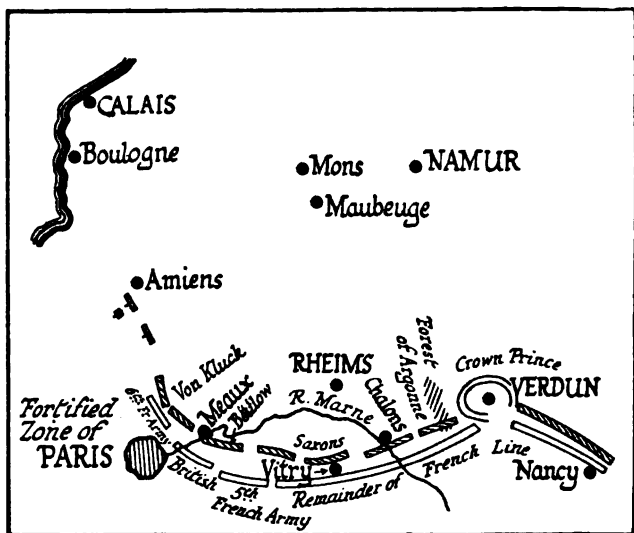 CALAIS
Boulogne
Mons
NAMUR
Maubeuge
Amiens
Von Kluck
Meaux
Bülow
RHEIMS
R. Marne
Chalons
Forest
of Argonne
Crown Prince
VERDUN
Fortified
Zone of
PARIS
6th Fr. Army
British
5th
French Army
Saxons
Vitry
Remainder of
French
Line
Nancy